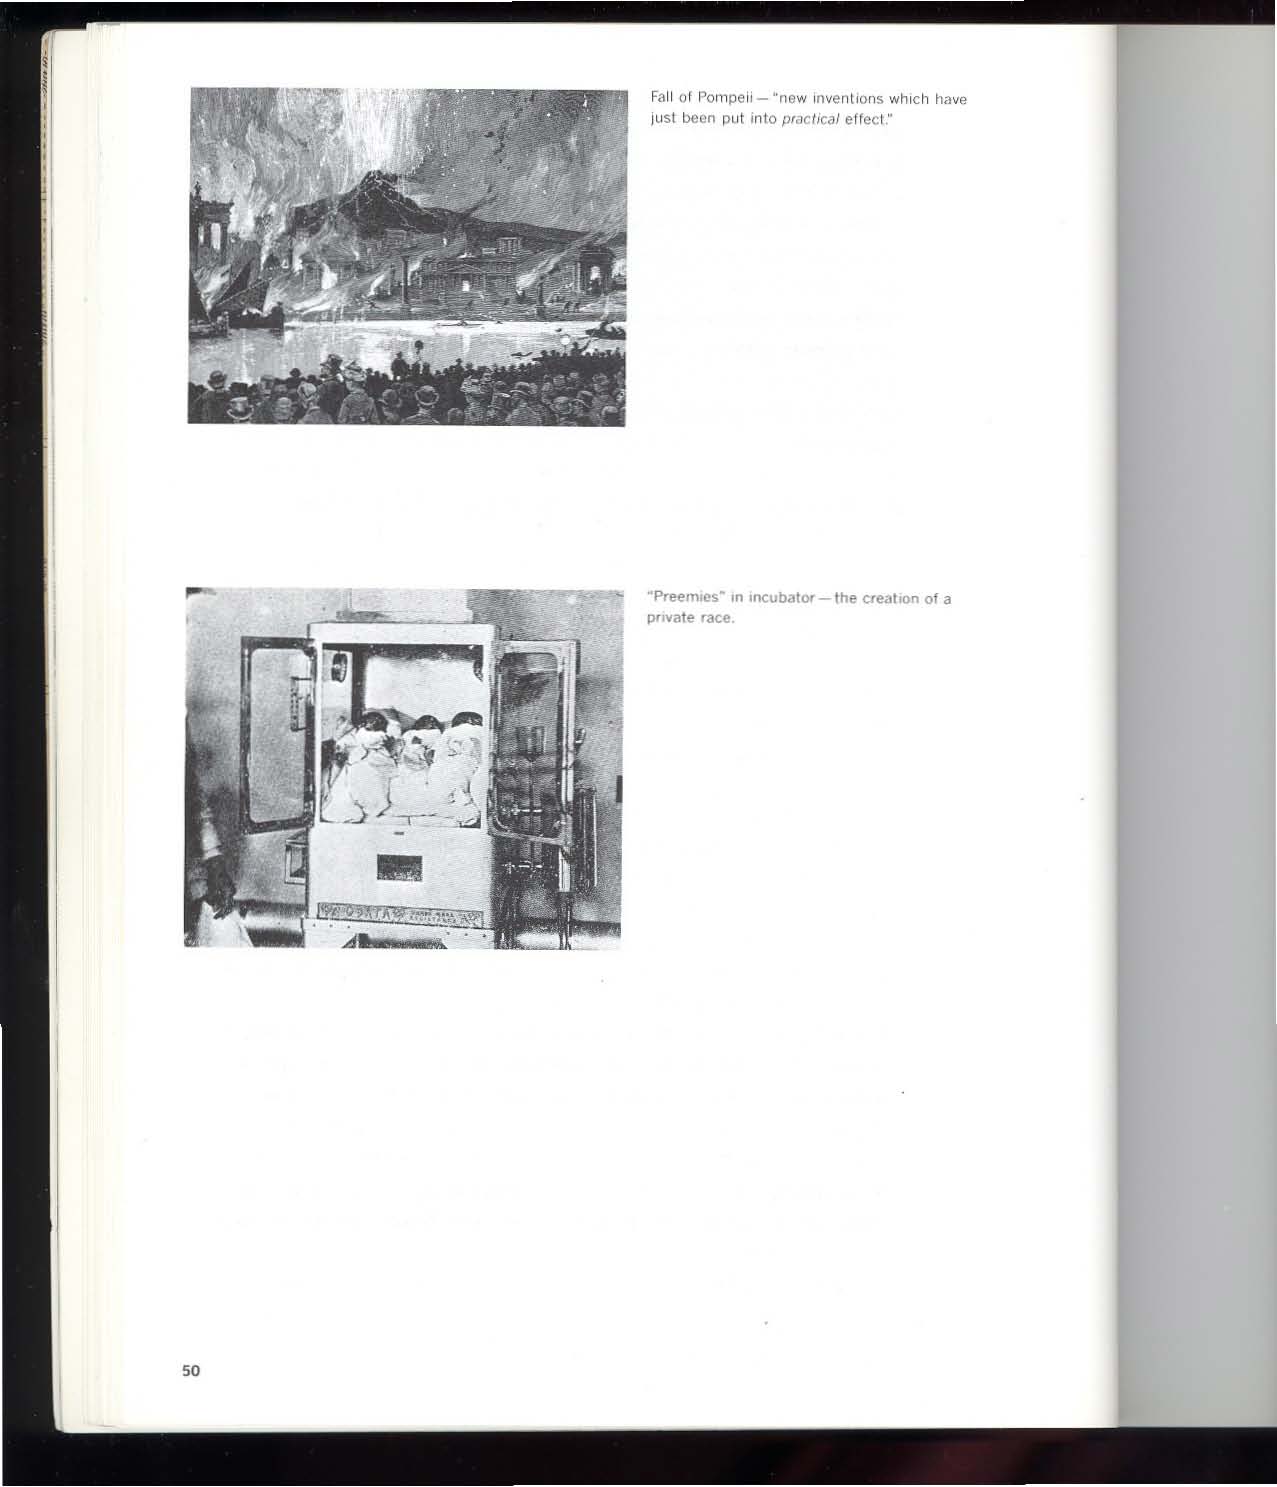 Fall of Pompeii — "new inventions which have
just been put into practical effect."
"Preemies" in incubator — the creation of a
private race.
50